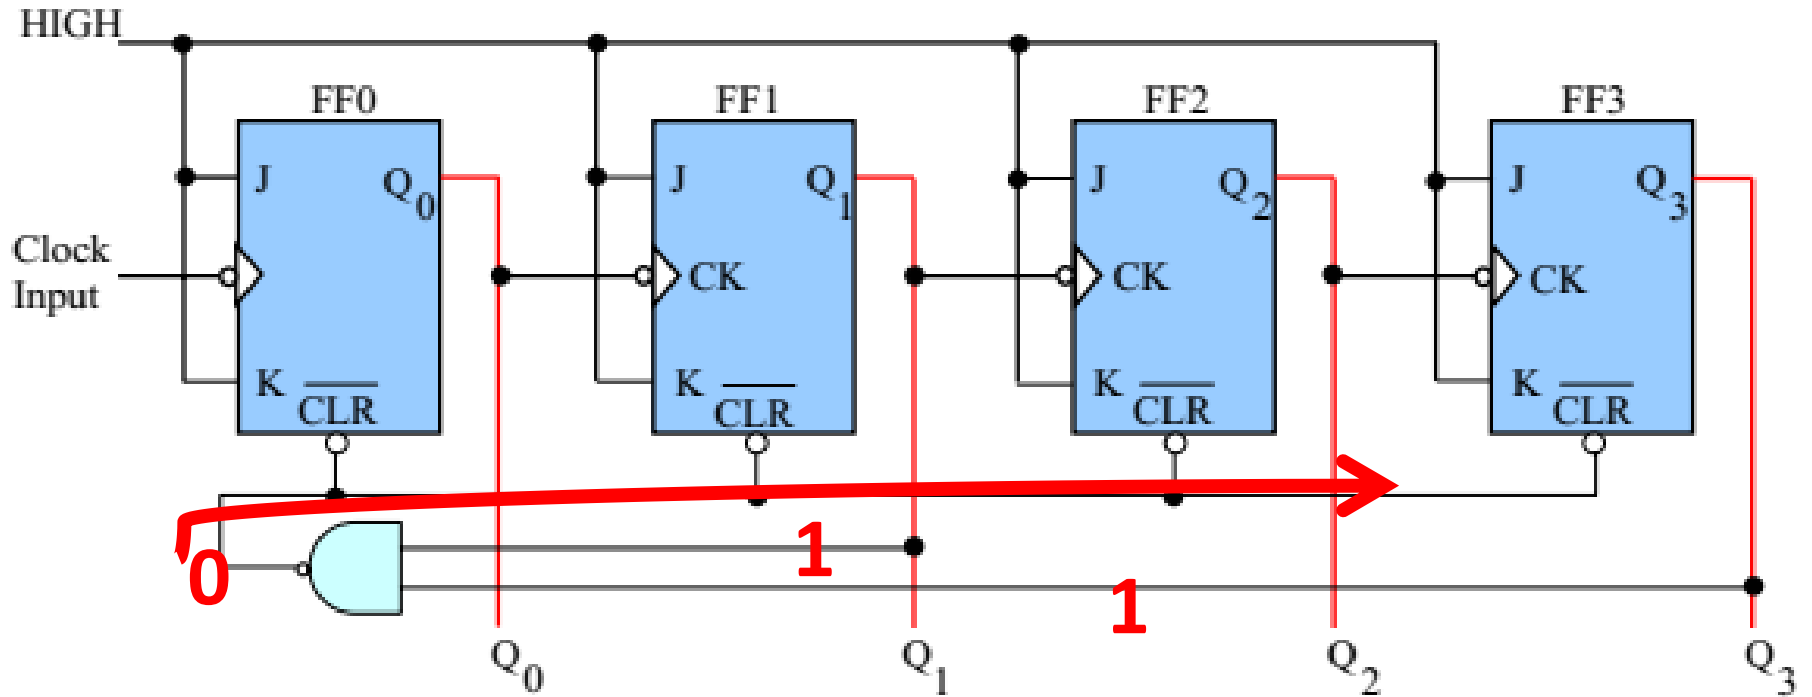 HIGH
FF0 FF1 FF2 FF3
J Q0 J Q1 J Q2 J Q3
Clock
Input
CK CK CK
K CLR K CLR K CLR K CLR
1
0
1
Q0 Q1 Q2 Q3